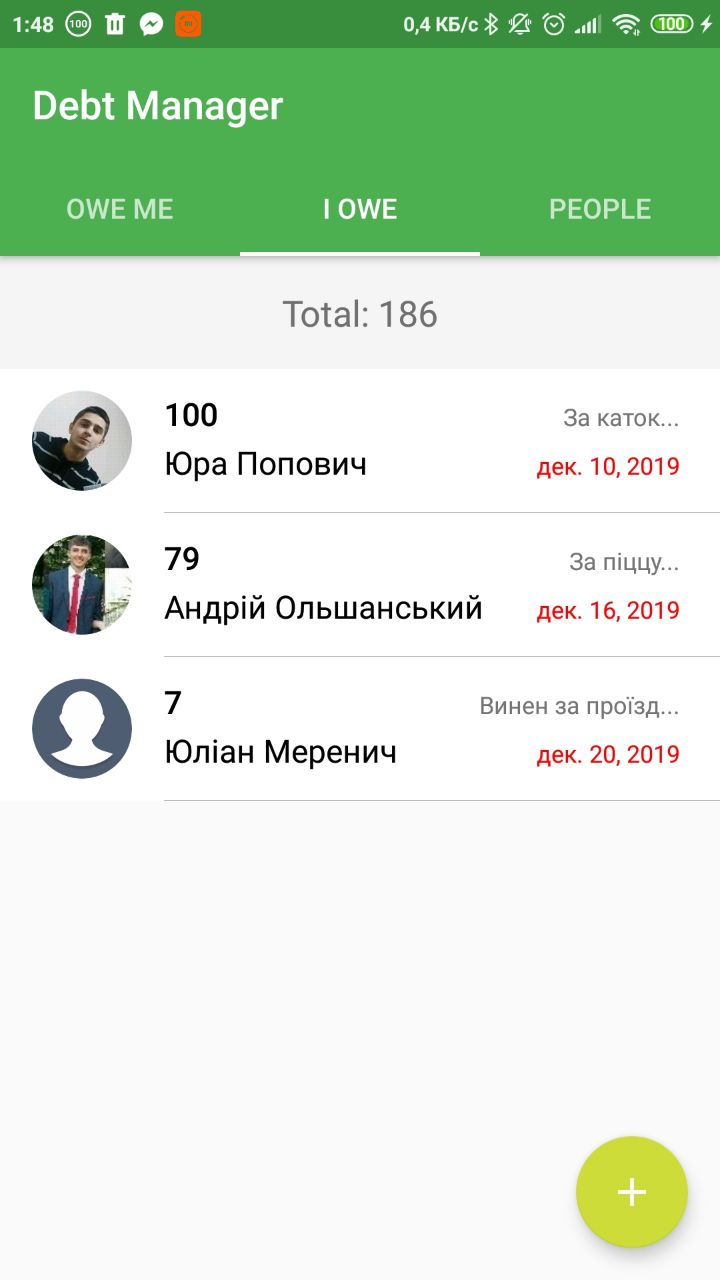 1:48 100 0,4 КБ/с 100
Debt Manager
OWE ME I OWE PEOPLE
Total: 186
100 За каток...
Юра Попович дек. 10, 2019
79 За піццу...
Андрій Ольшанський дек. 16, 2019
7 Винен за проїзд...
Юліан Меренич дек. 20, 2019
+